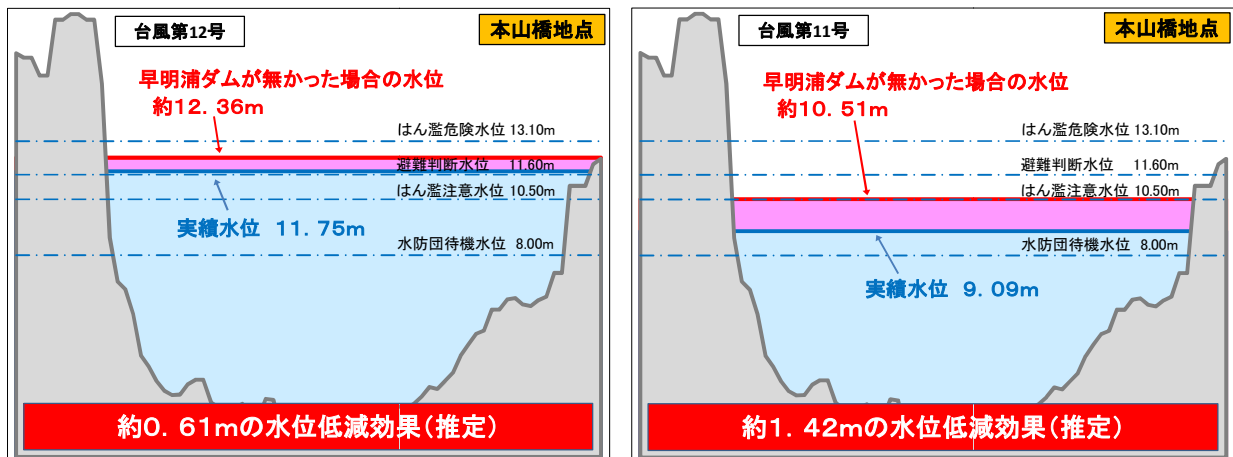 台風第12号
本山橋地点
早明浦ダムが無かった場合の水位
約12.36m
はん濫危険水位 13.10m
避難判断水位 11.60m
はん濫注意水位 10.50m
実績水位 11.75m
水防団待機水位 8.00m
約0.61mの水位低減効果(推定)
台風第11号
本山橋地点
早明浦ダムが無かった場合の水位
約10.51m
はん濫危険水位 13.10m
避難判断水位 11.60m
はん濫注意水位 10.50m
水防団待機水位 8.00m
実績水位 9.09m
約1.42mの水位低減効果(推定)